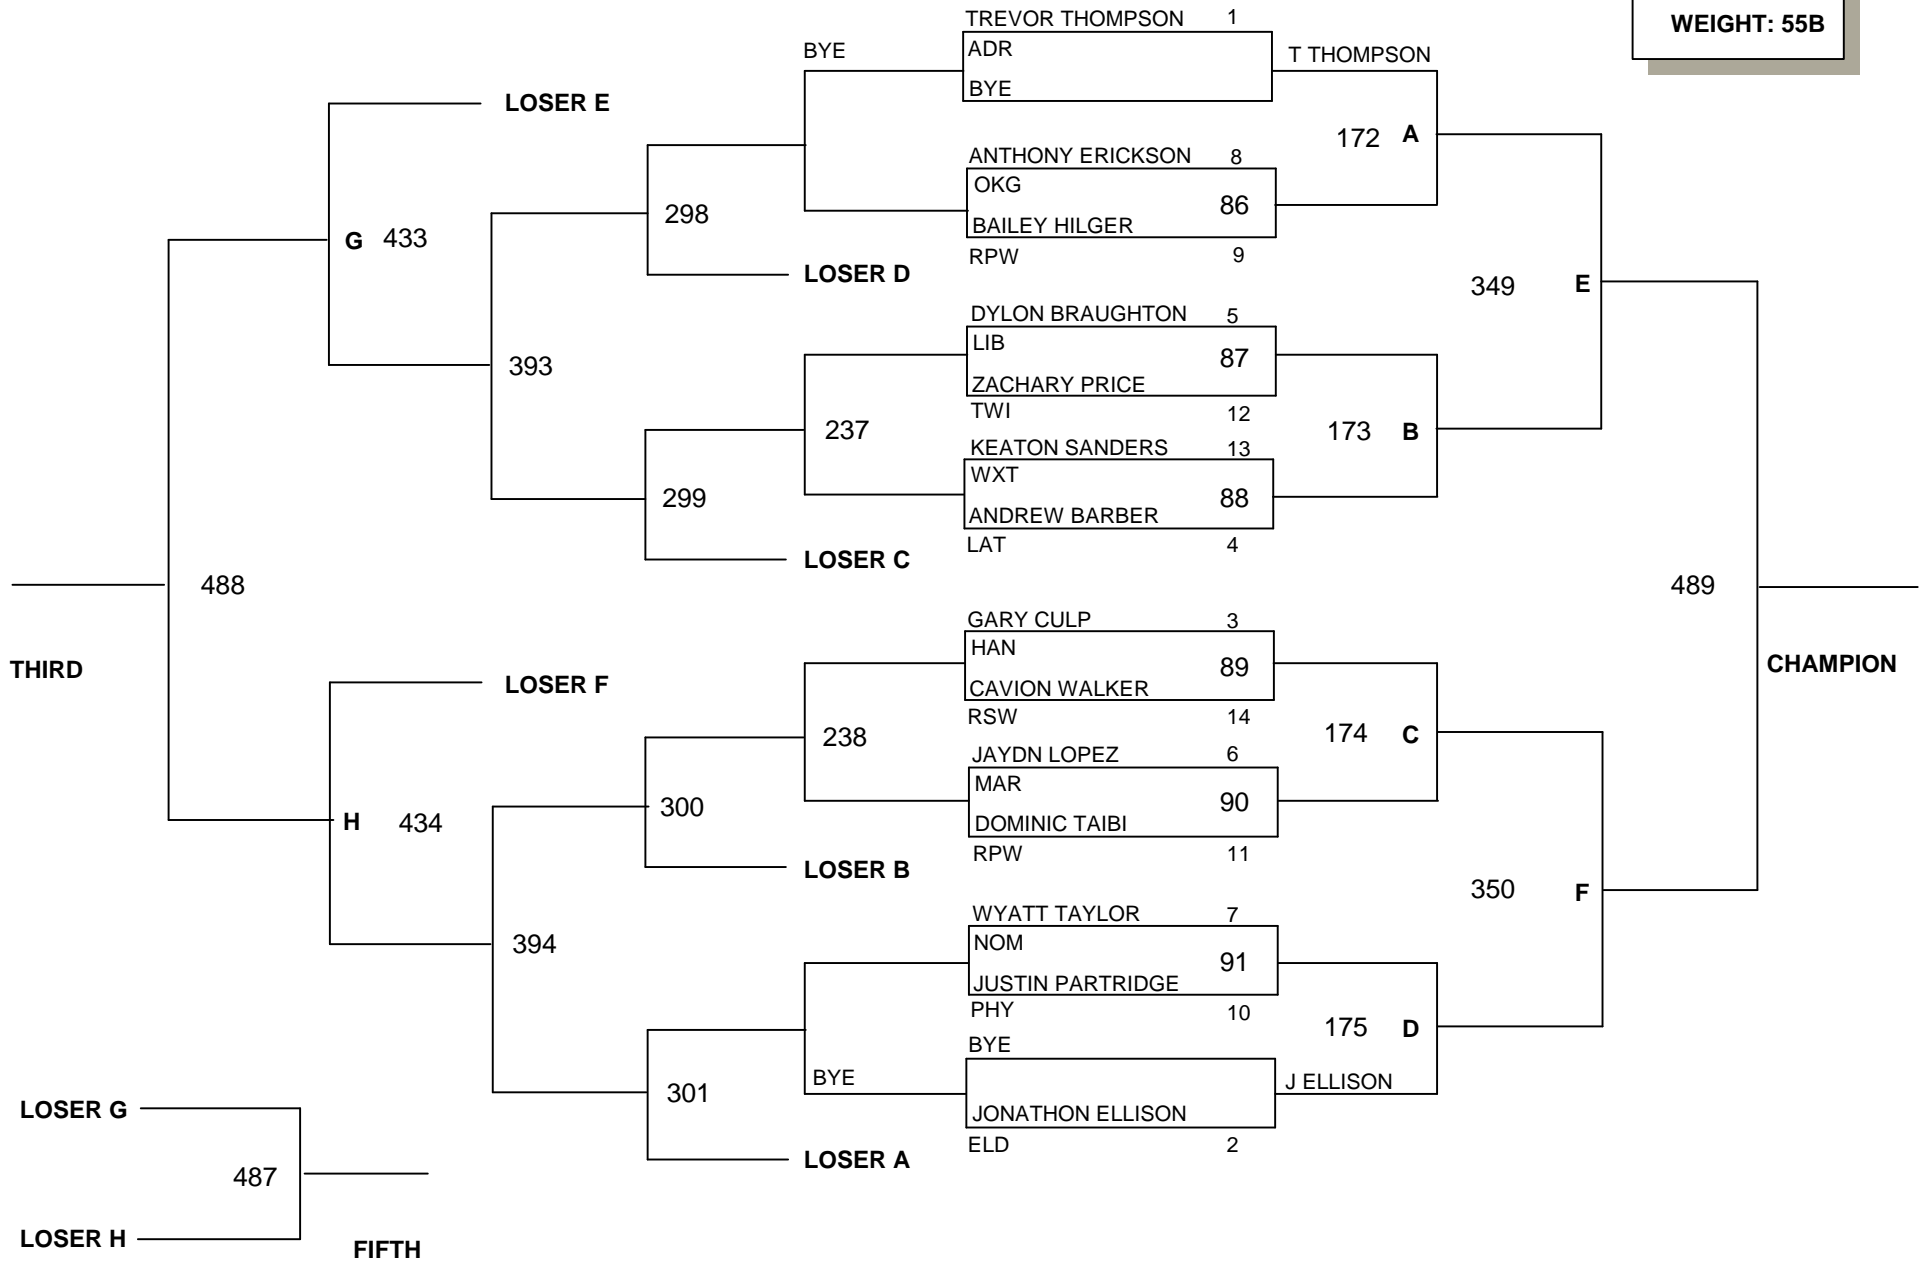 WEIGHT: 55B
TREVOR THOMPSON 1
BYE ADR T THOMPSON
BYE
LOSER E
172 A
ANTHONY ERICKSON 8
OKG
86
298
BAILEY HILGER
G 433
RPW 9
LOSER D
349 E
DYLON BRAUGHTON 5
LIB
87
393
ZACHARY PRICE
TWI 12
237
173 B
KEATON SANDERS 13
WXT
299
88
ANDREW BARBER
LAT 4
LOSER C
488
489
GARY CULP 3
HAN
THIRD
89
CHAMPION
LOSER F
CAVION WALKER
RSW 14
238
174 C
JAYDN LOPEZ 6
MAR
300
90
H 434
DOMINIC TAIBI
RPW 11
LOSER B
350 F
WYATT TAYLOR 7
NOM
394
91
JUSTIN PARTRIDGE
PHY 10
175 D
BYE
BYE
J ELLISON
301
LOSER G
JONATHON ELLISON
ELD 2
LOSER A
487
LOSER H
FIFTH